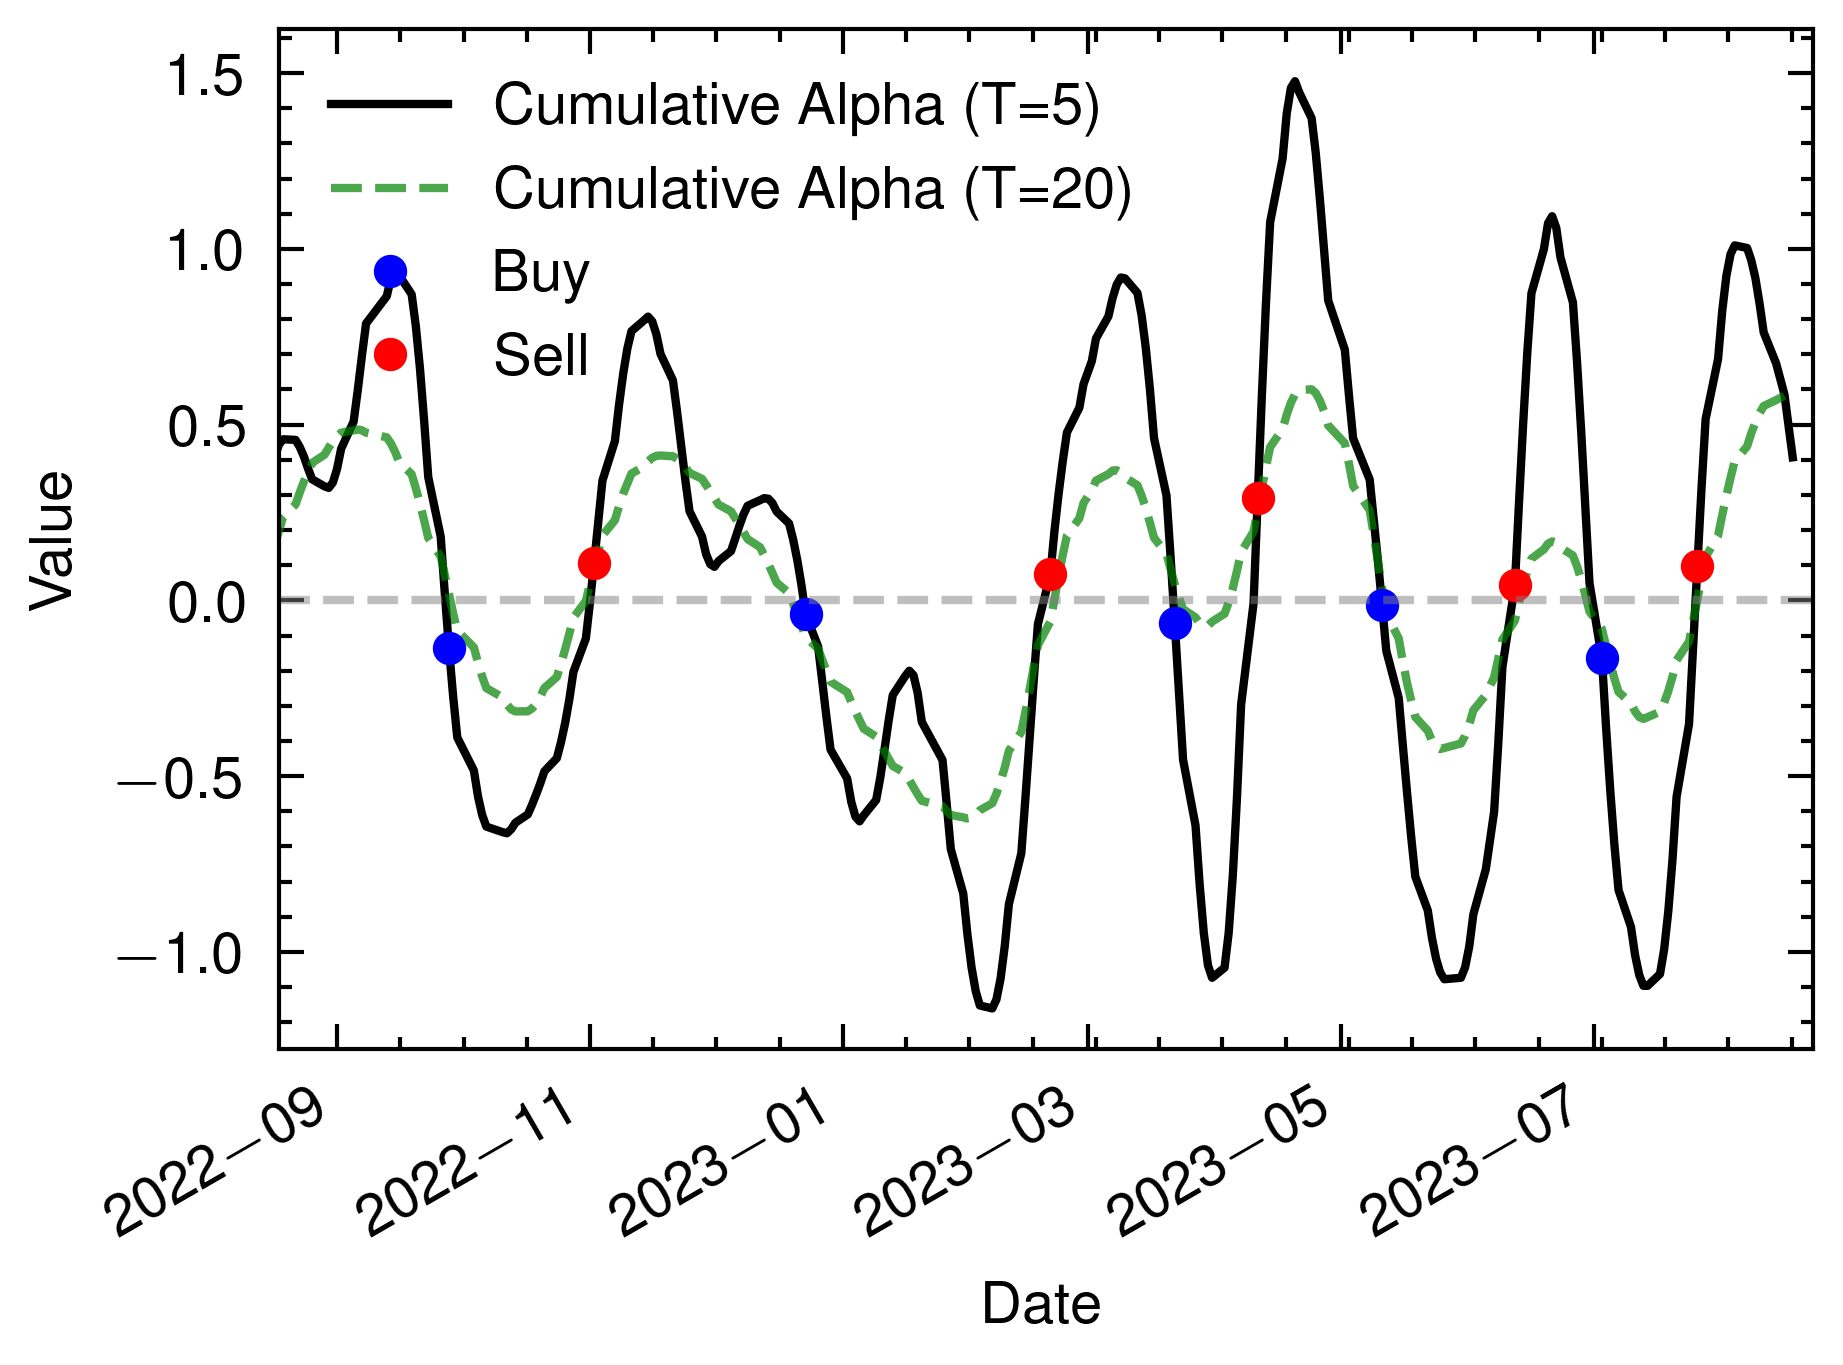 1.5
1.0
0.5
0.0
−0.5
−1.0
Value
Cumulative Alpha (T=5)
Cumulative Alpha (T=20)
Buy
Sell
2022−09
2022−11
2023−01
2023−03
2023−05
2023−07
Date